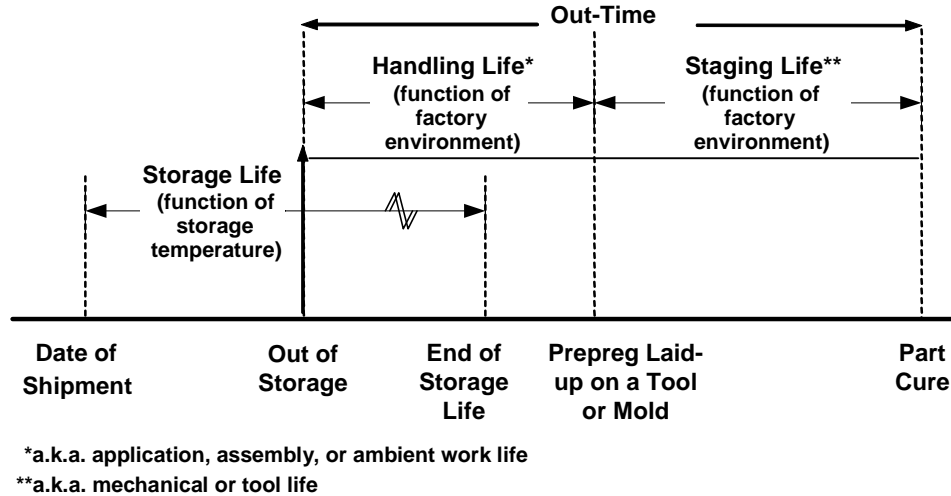 Out-Time
Handling Life*
(function of
factory
environment)
Staging Life**
(function of
factory
environment)
Storage Life
(function of
storage
temperature)
Date of
Shipment
Out of
Storage
End of
Storage
Life
Prepreg Laid-
up on a Tool
or Mold
Part
Cure
*a.k.a. application, assembly, or ambient work life
**a.k.a. mechanical or tool life